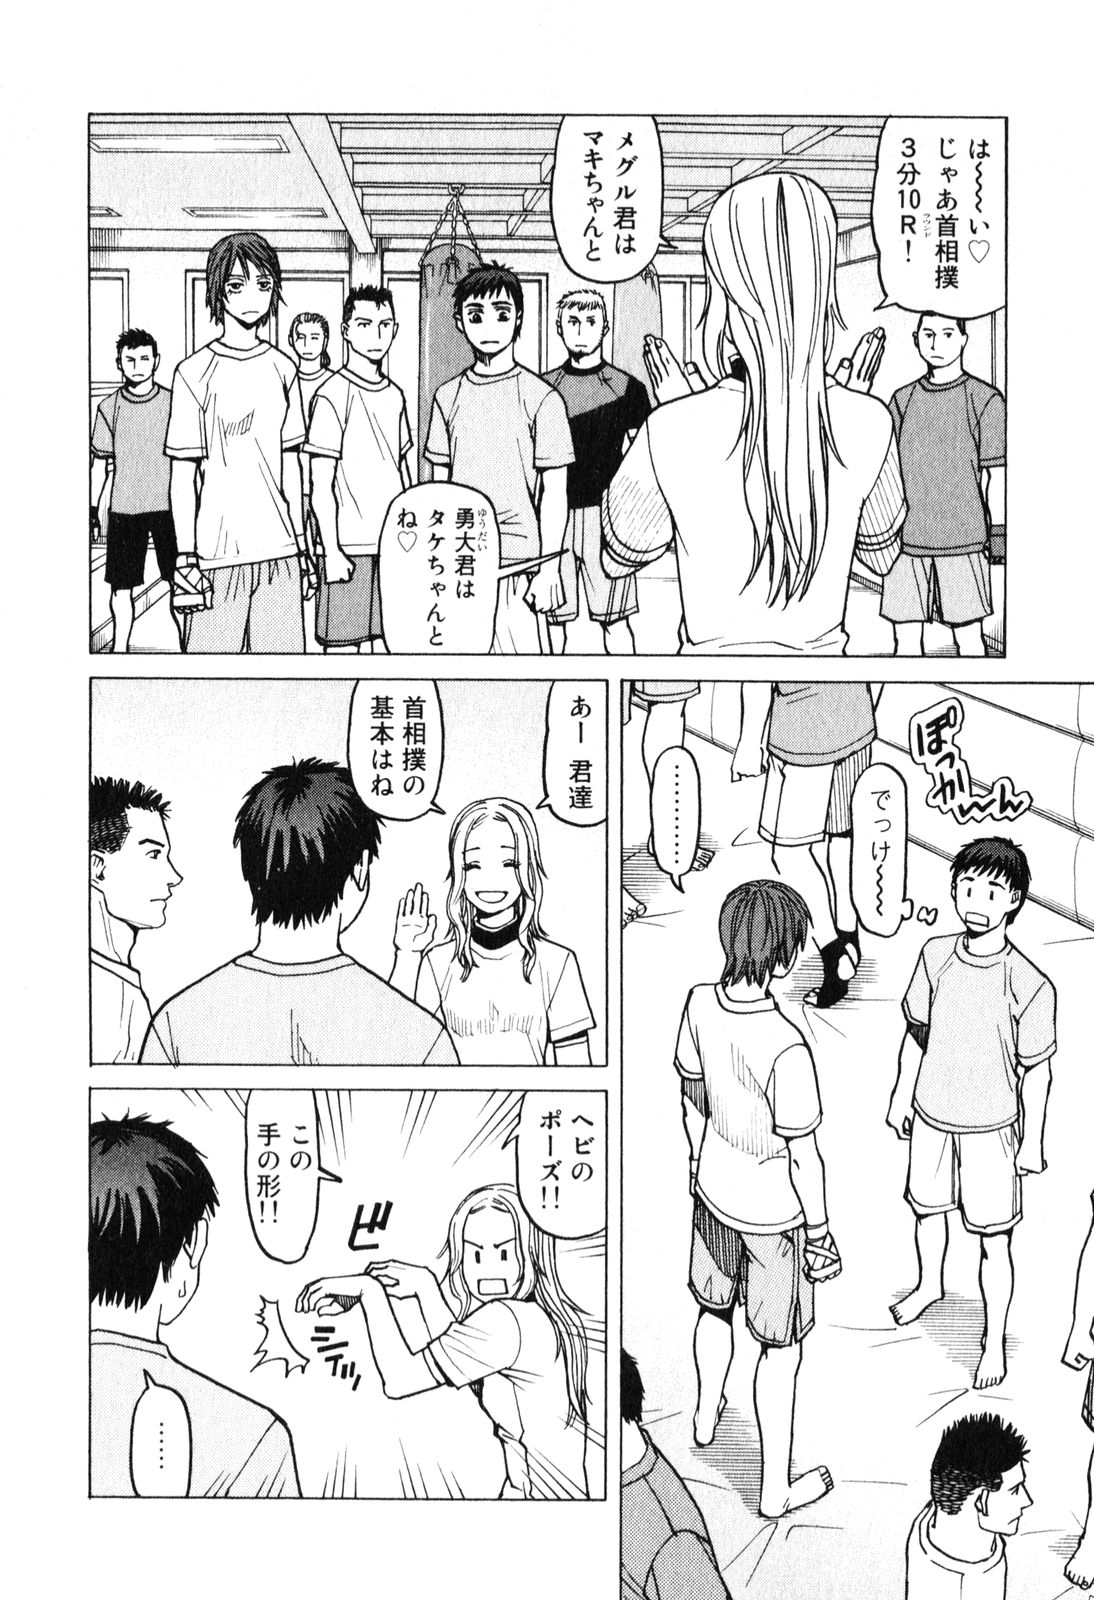 は～～い♡
じゃあ首相撲
3分10R！
ラウンド
メグル君は
マキちゃんと
勇大君は
ゆうだい
タケちゃんと
ね♡
ぽっかーん
でっけ～～
………
あー 君達
首相撲の
基本はね
ヘビの
ポーズ!!
この
手の形!!
ビ
シィッ
………